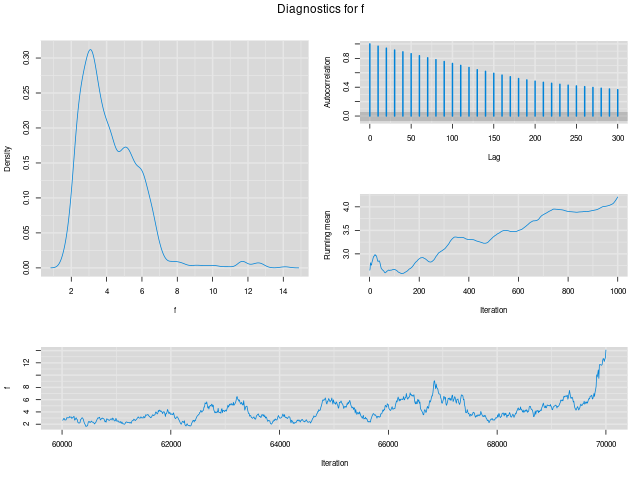 Diagnostics for f
Density
0.00 0.05 0.10 0.15 0.20 0.25 0.30
2 4 6 8 10 12 14
f
Autocorrelation
0.0 0.4 0.8
0 50 100 150 200 250 300
Lag
Running mean
3.0 3.5 4.0
0 200 400 600 800 1000
Iteration
f
2 4 6 8 12
60000 62000 64000 66000 68000 70000
Iteration